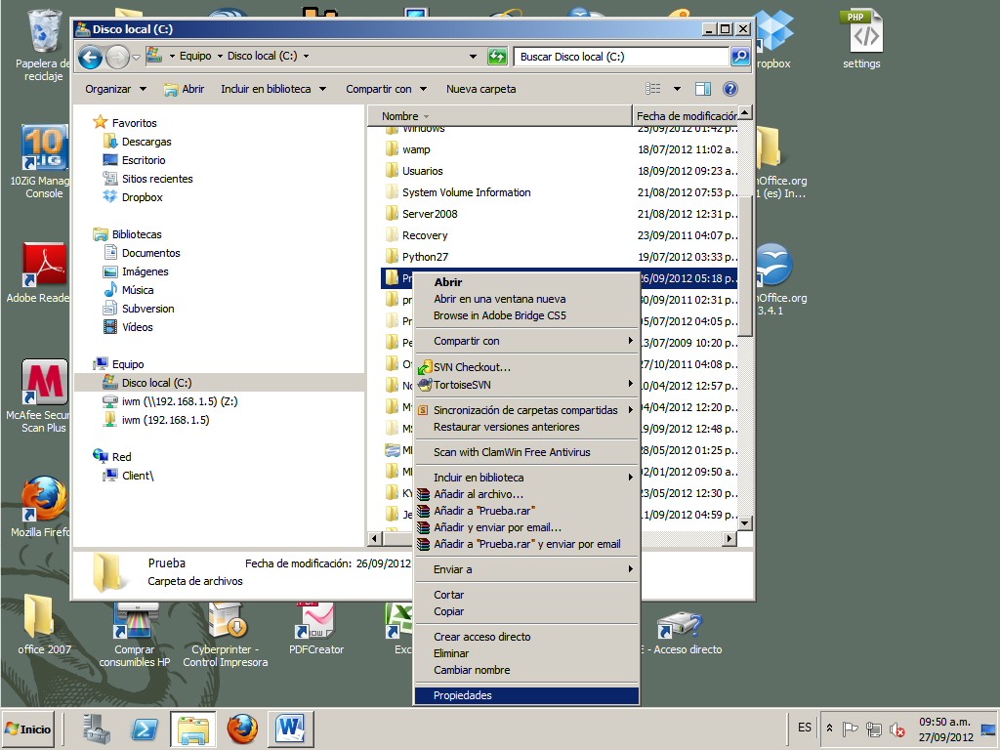 Disco local (C:)
Equipo
Disco local (C:)
Buscar Disco local (C:)
Organizar
Abrir
Incluir en biblioteca
Compartir con
Nueva carpeta
Favoritos
Descargas
Escritorio
Sitios recientes
Dropbox
Bibliotecas
Documentos
Imágenes
Música
Subversion
Vídeos
Equipo
Disco local (C:)
iwm (\\192.168.1.5) (Z:)
iwm (192.168.1.5)
Red
Client\
Nombre
Fecha de modificación
Windows
25/09/2012 01:42 p...
wamp
18/07/2012 11:02 a...
Usuarios
18/09/2012 09:23 a...
System Volume Information
21/08/2012 07:53 p...
Server2008
21/08/2012 12:31 p...
Recovery
23/09/2011 04:07 p...
Python27
19/07/2012 03:33 p...
26/09/2012 05:18 p...
30/09/2011 02:31 p...
05/07/2012 04:05 p...
13/07/2009 10:20 p...
27/10/2011 04:08 p...
10/04/2012 12:57 p...
04/04/2012 12:20 p...
19/09/2012 12:48 p...
28/05/2012 01:25 p...
02/01/2012 09:50 a...
23/05/2012 12:30 p...
11/09/2012 04:59 p...
Abrir
Abrir en una ventana nueva
Browse in Adobe Bridge CS5
Compartir con
SVN Checkout...
TortoiseSVN
Sincronización de carpetas compartidas
Restaurar versiones anteriores
Scan with ClamWin Free Antivirus
Incluir en biblioteca
Añadir al archivo...
Añadir a "Prueba.rar"
Añadir y enviar por email...
Añadir a "Prueba.rar" y enviar por email
Enviar a
Cortar
Copiar
Crear acceso directo
Eliminar
Cambiar nombre
Propiedades
Prueba
Fecha de modificación: 26/09/2012
Carpeta de archivos
Papelera de
reciclaje
10ZiG Manag
Console
Adobe Reade
McAfee Secur
Scan Plus
Mozilla Firefo
office 2007
Comprar
consumibles HP
Cyberprinter -
Control Impresora
PDFCreator
Exc
E - Acceso directo
ropbox
PHP
settings
nOffice.org
1 (es) In...
nOffice.org
3.4.1
Inicio
ES
09:50 a.m.
27/09/2012